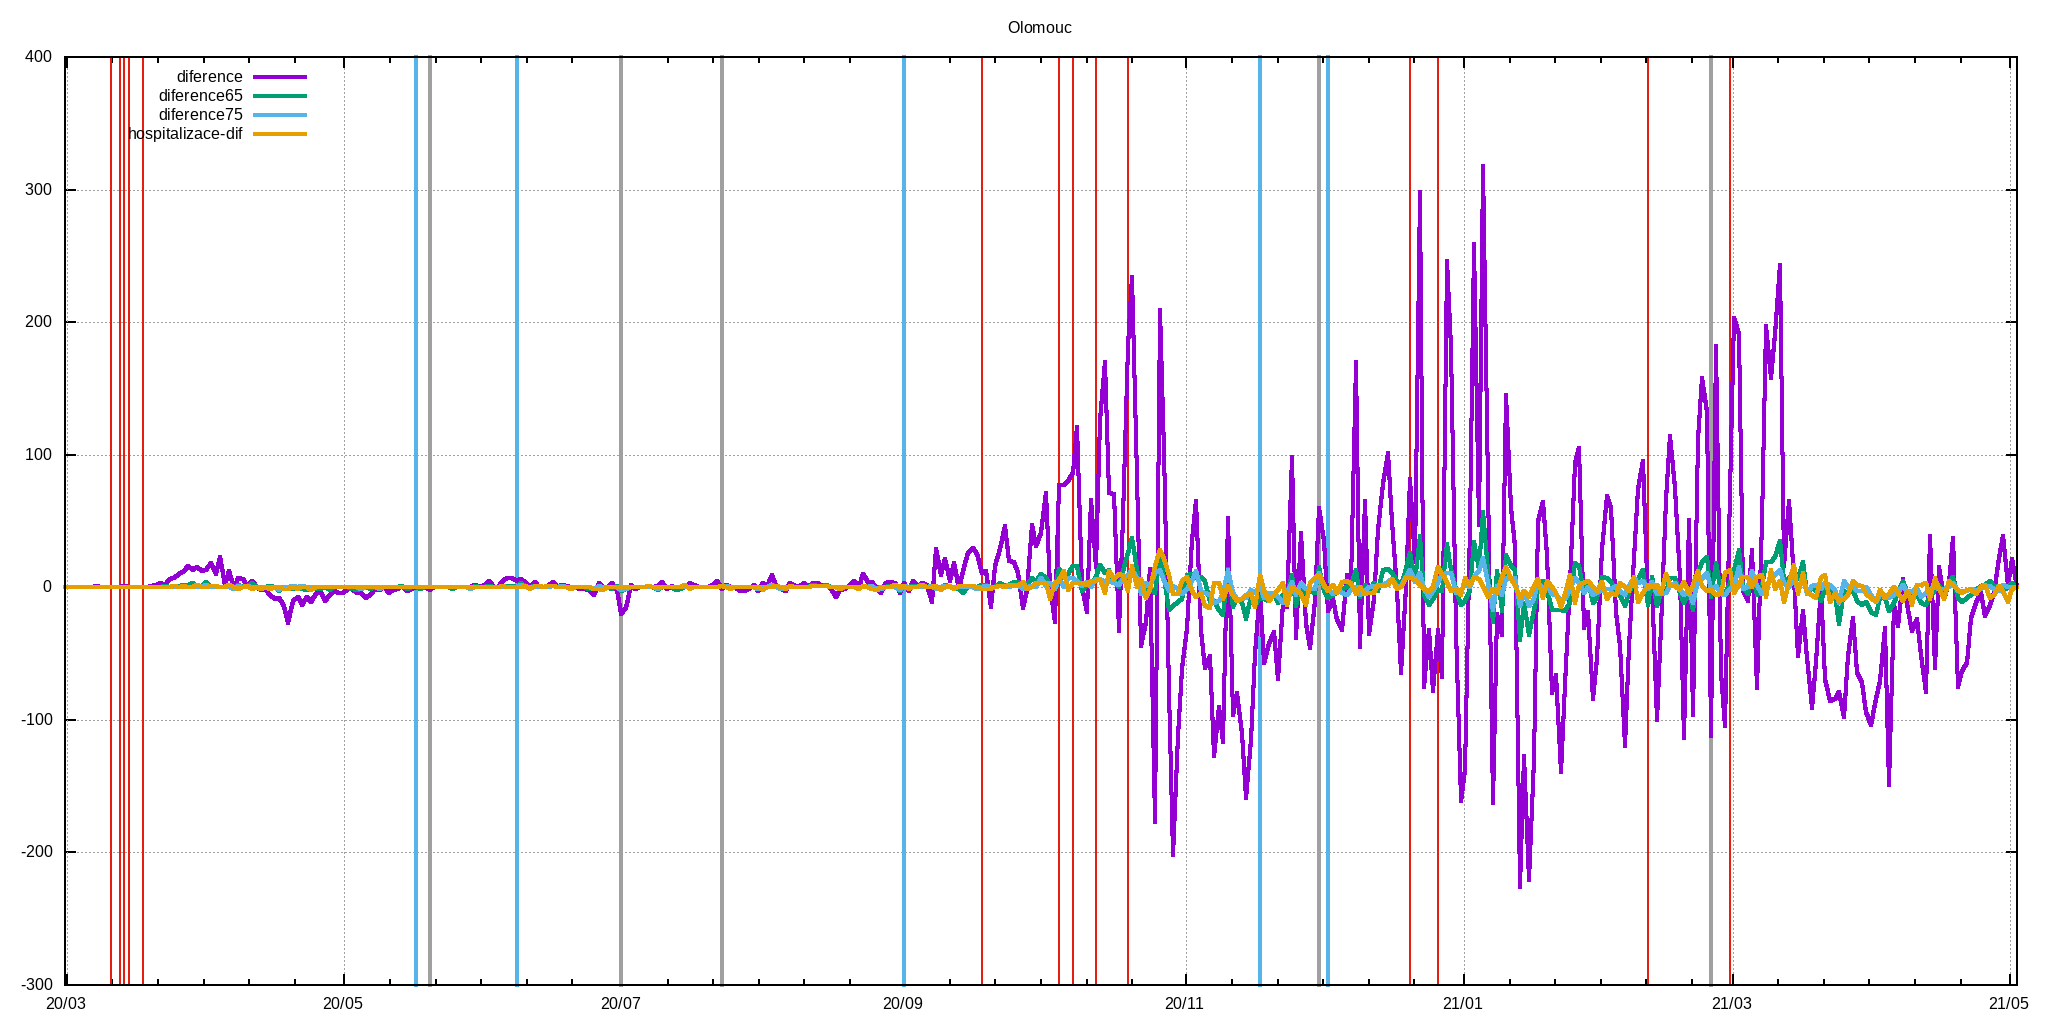 Olomouc
400
300
200
100
0
-100
-200
-300
diference
diference65
diference75
hospitalizace-dif
20/03 20/05 20/07 20/09 20/11 21/01 21/03 21/05